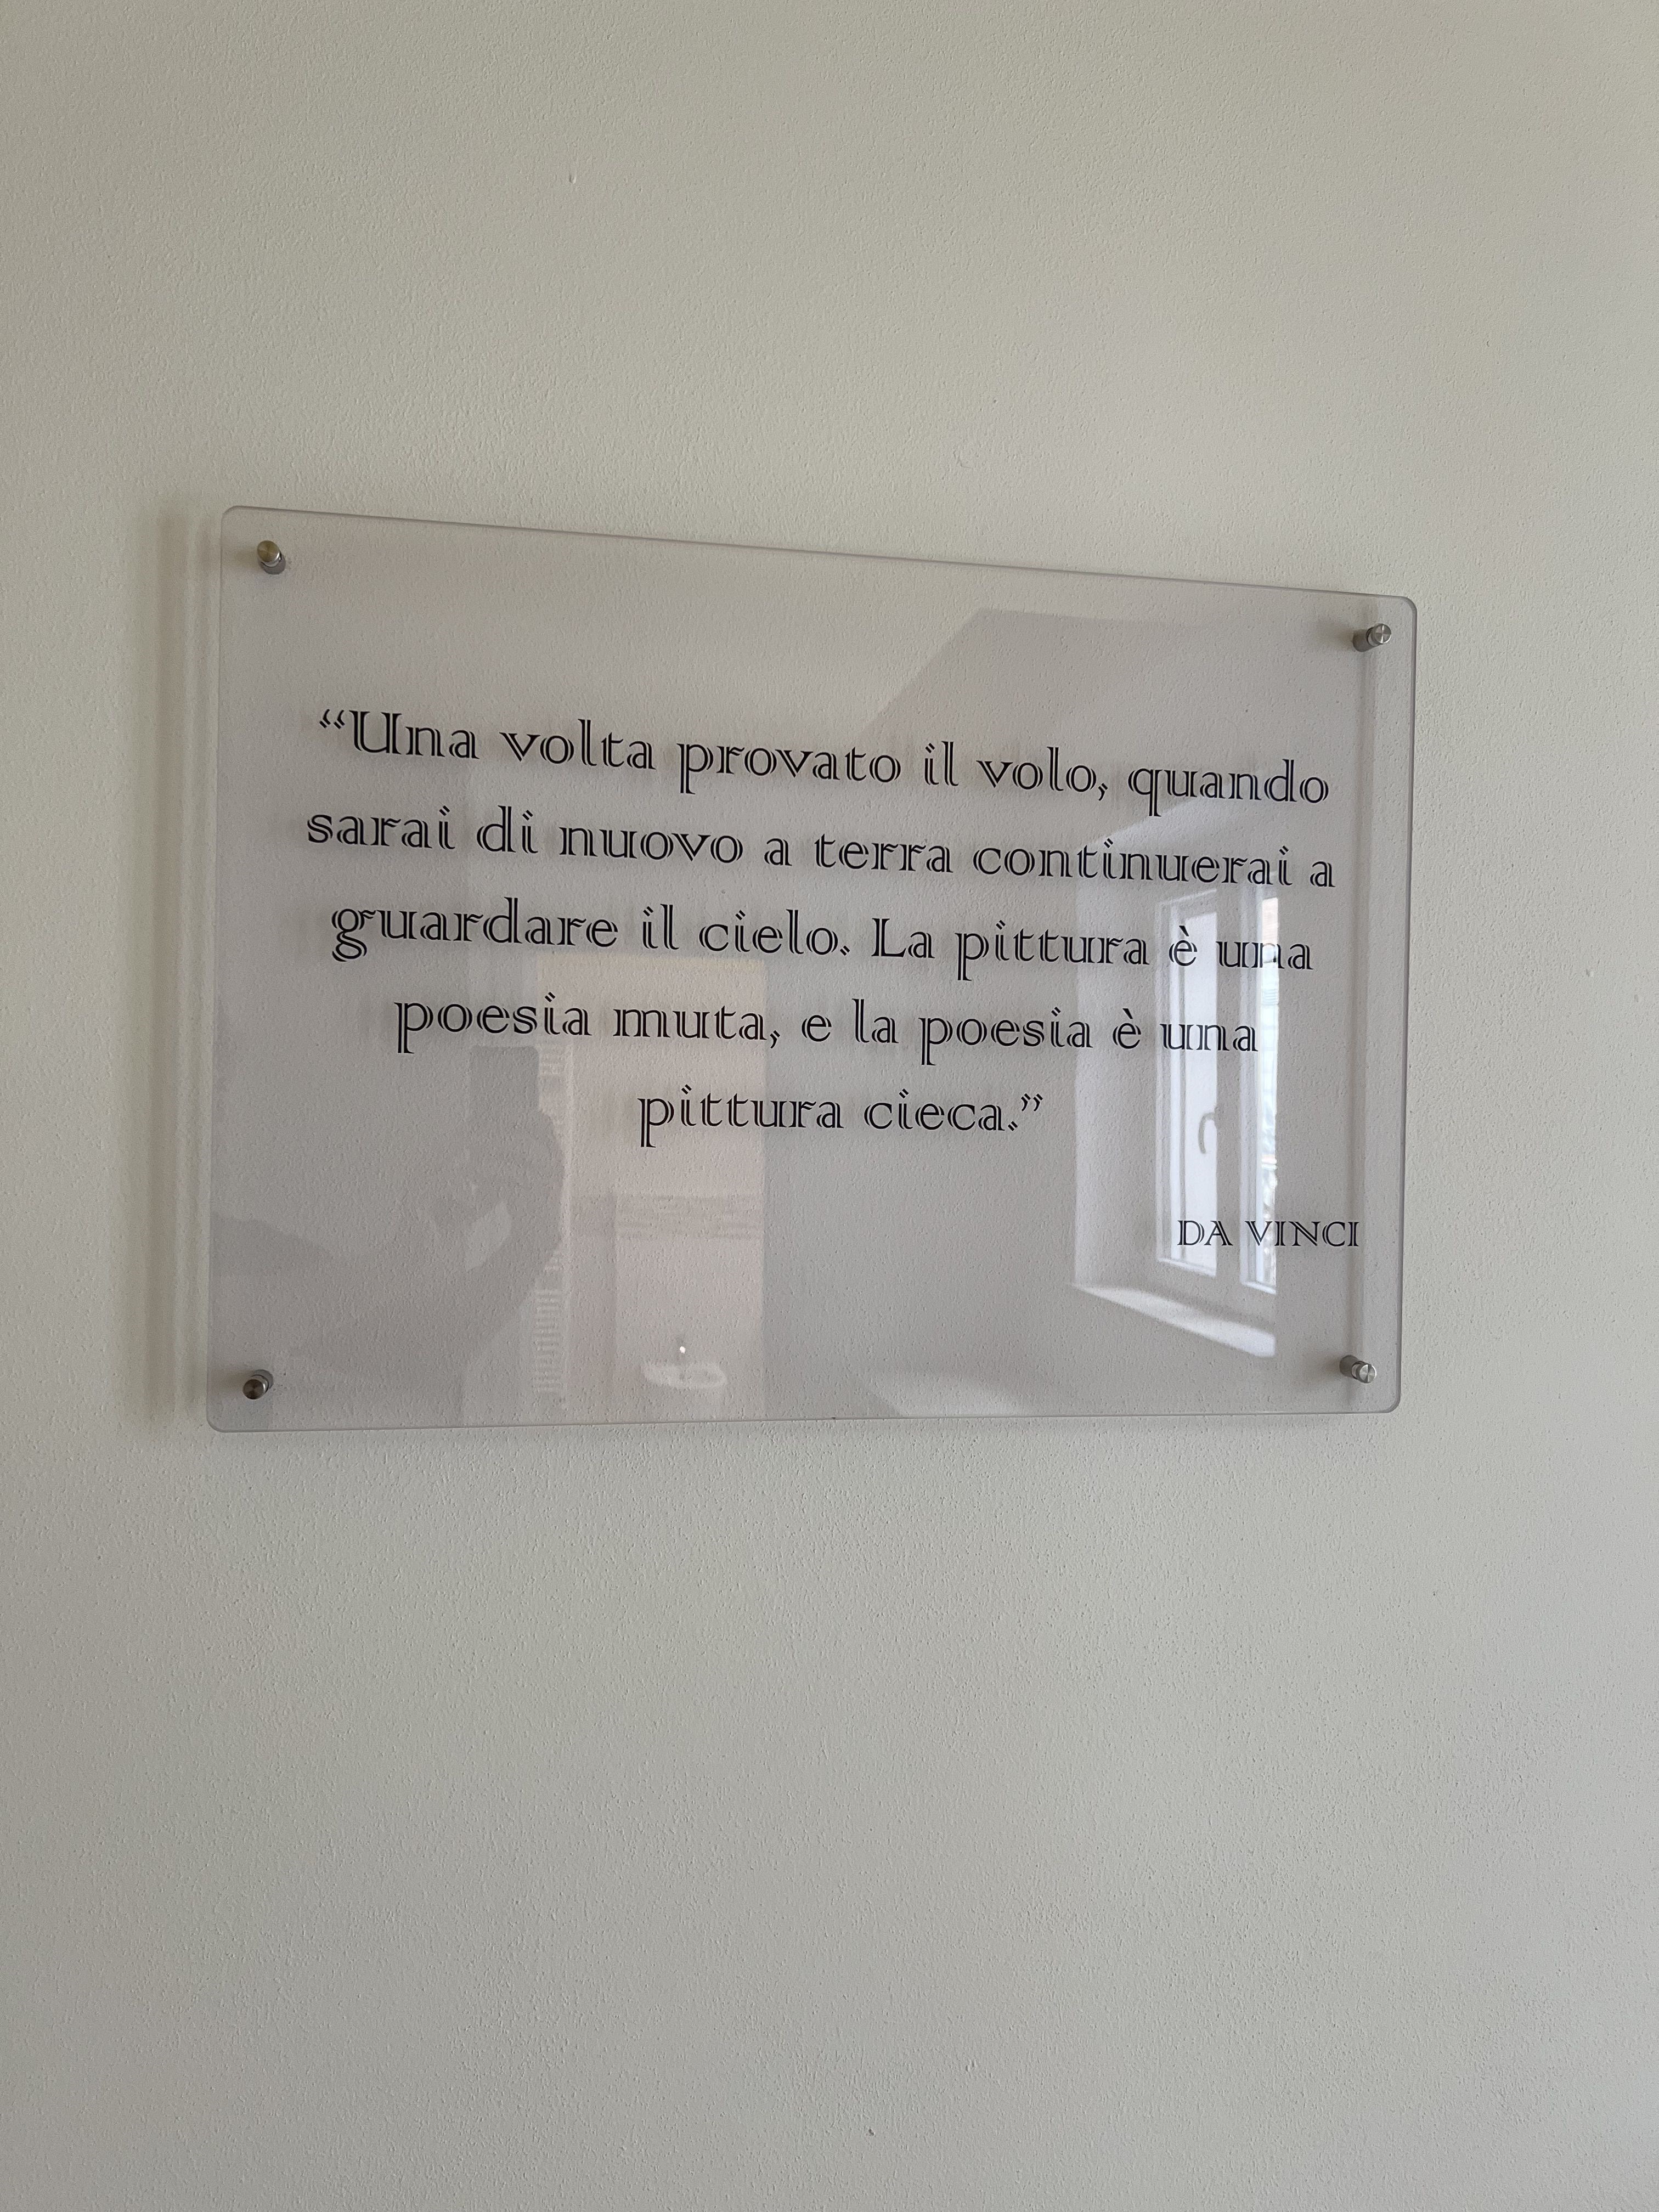 “Una volta provato il volo, quando
sarai di nuovo a terra continuerai a
guardare il cielo. La pittura è una
poesia muta, e la poesia è una
pittura cieca.”
DA VINCI